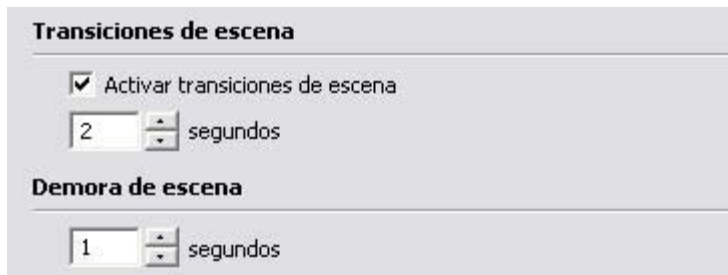 Transiciones de escena
Activar transiciones de escena
2 segundos
Demora de escena
1 segundos